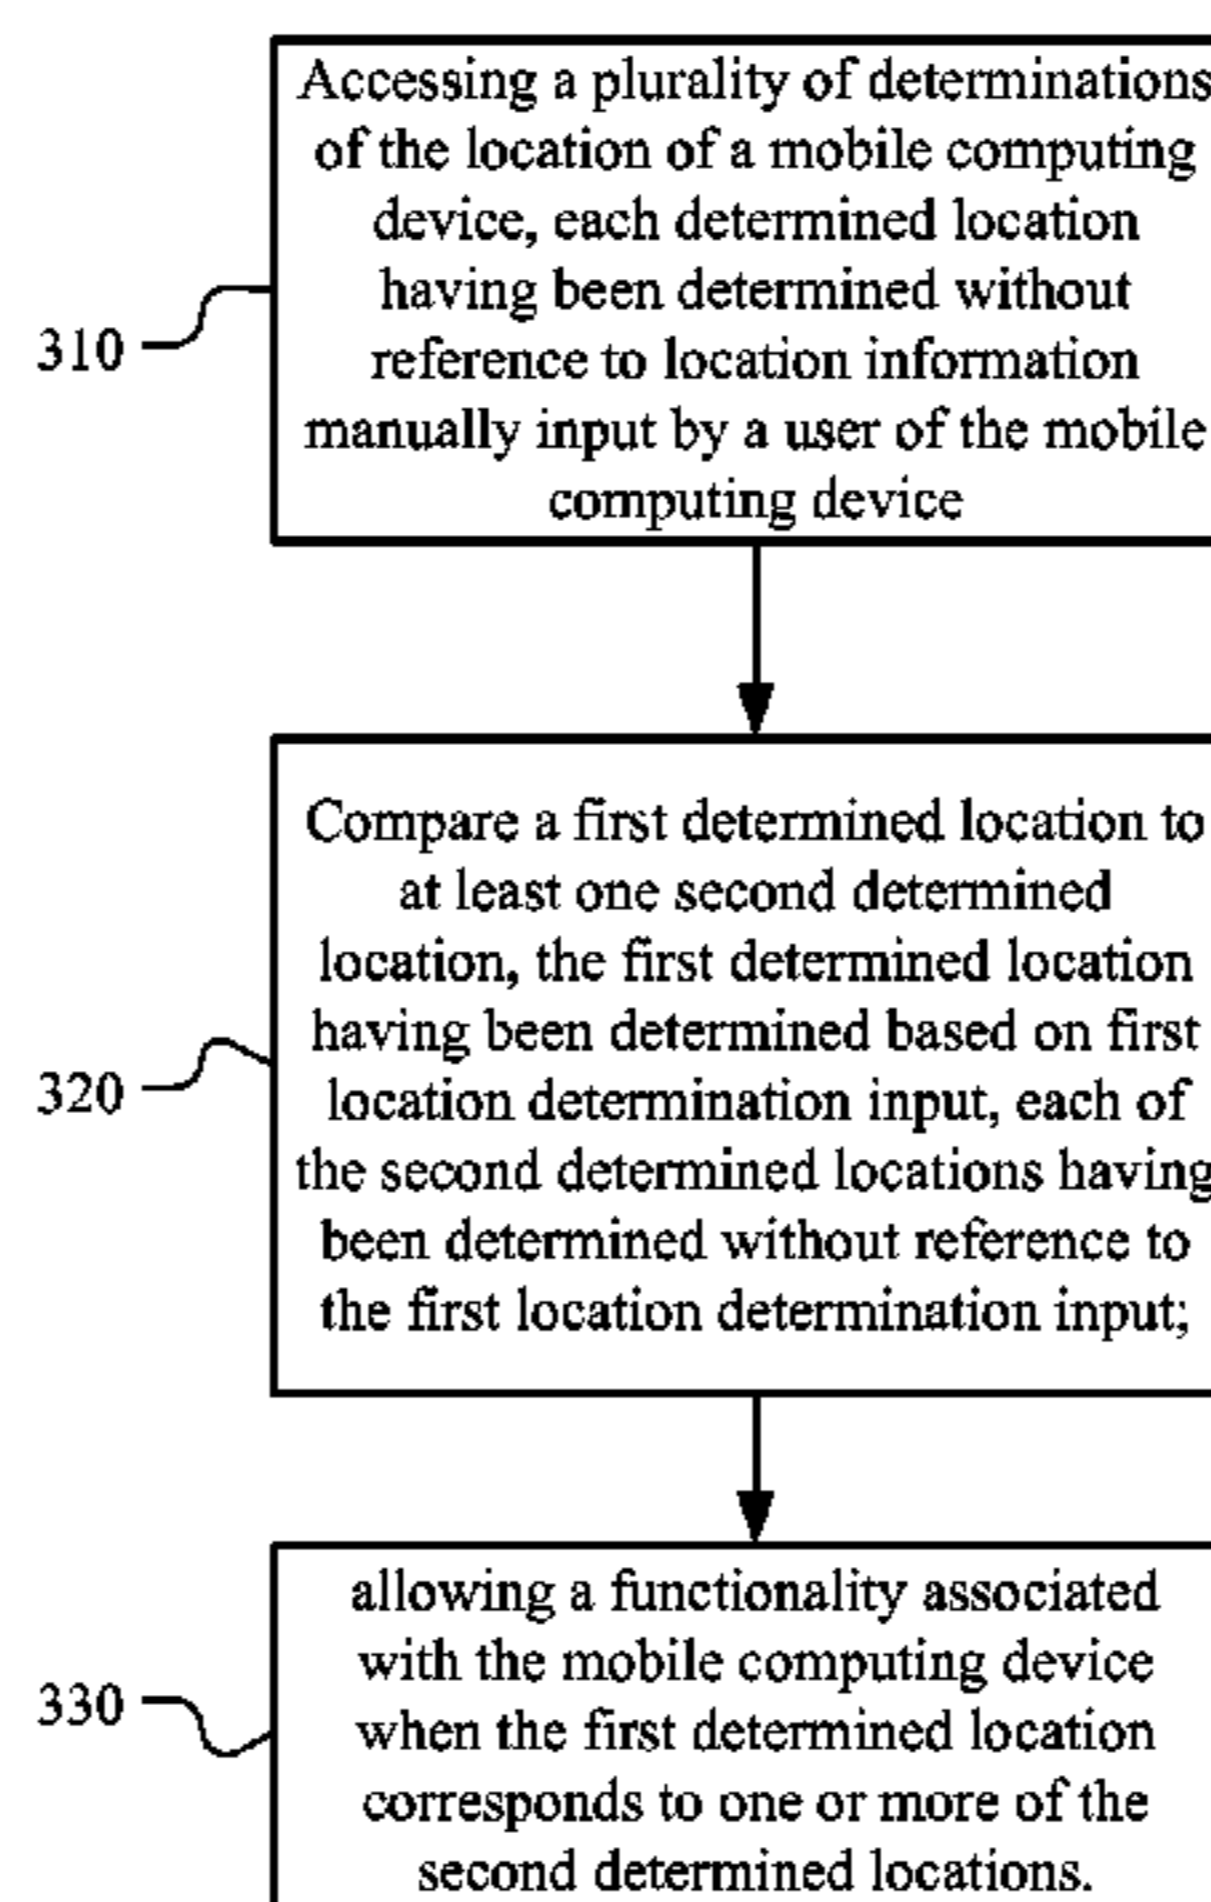 Accessing a plurality of determinations
of the location of a mobile computing
device, each determined location
having been determined without
310
reference to location information
manually input by a user of the mobile
computing device
Compare a first determined location to
at least one second determined
location, the first determined location
having been determined based on first
320
location determination input, each of
the second determined locations having
been determined without reference to
the first location determination input;
allowing a functionality associated
with the mobile computing device
330
when the first determined location
corresponds to one or more of the
second determined locations.